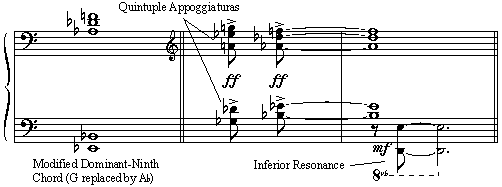 Quintuple Appoggiaturas
ff ff
mf
Modified Dominant-Ninth
Chord (G replaced by A♭)
Inferior Resonance
8vb